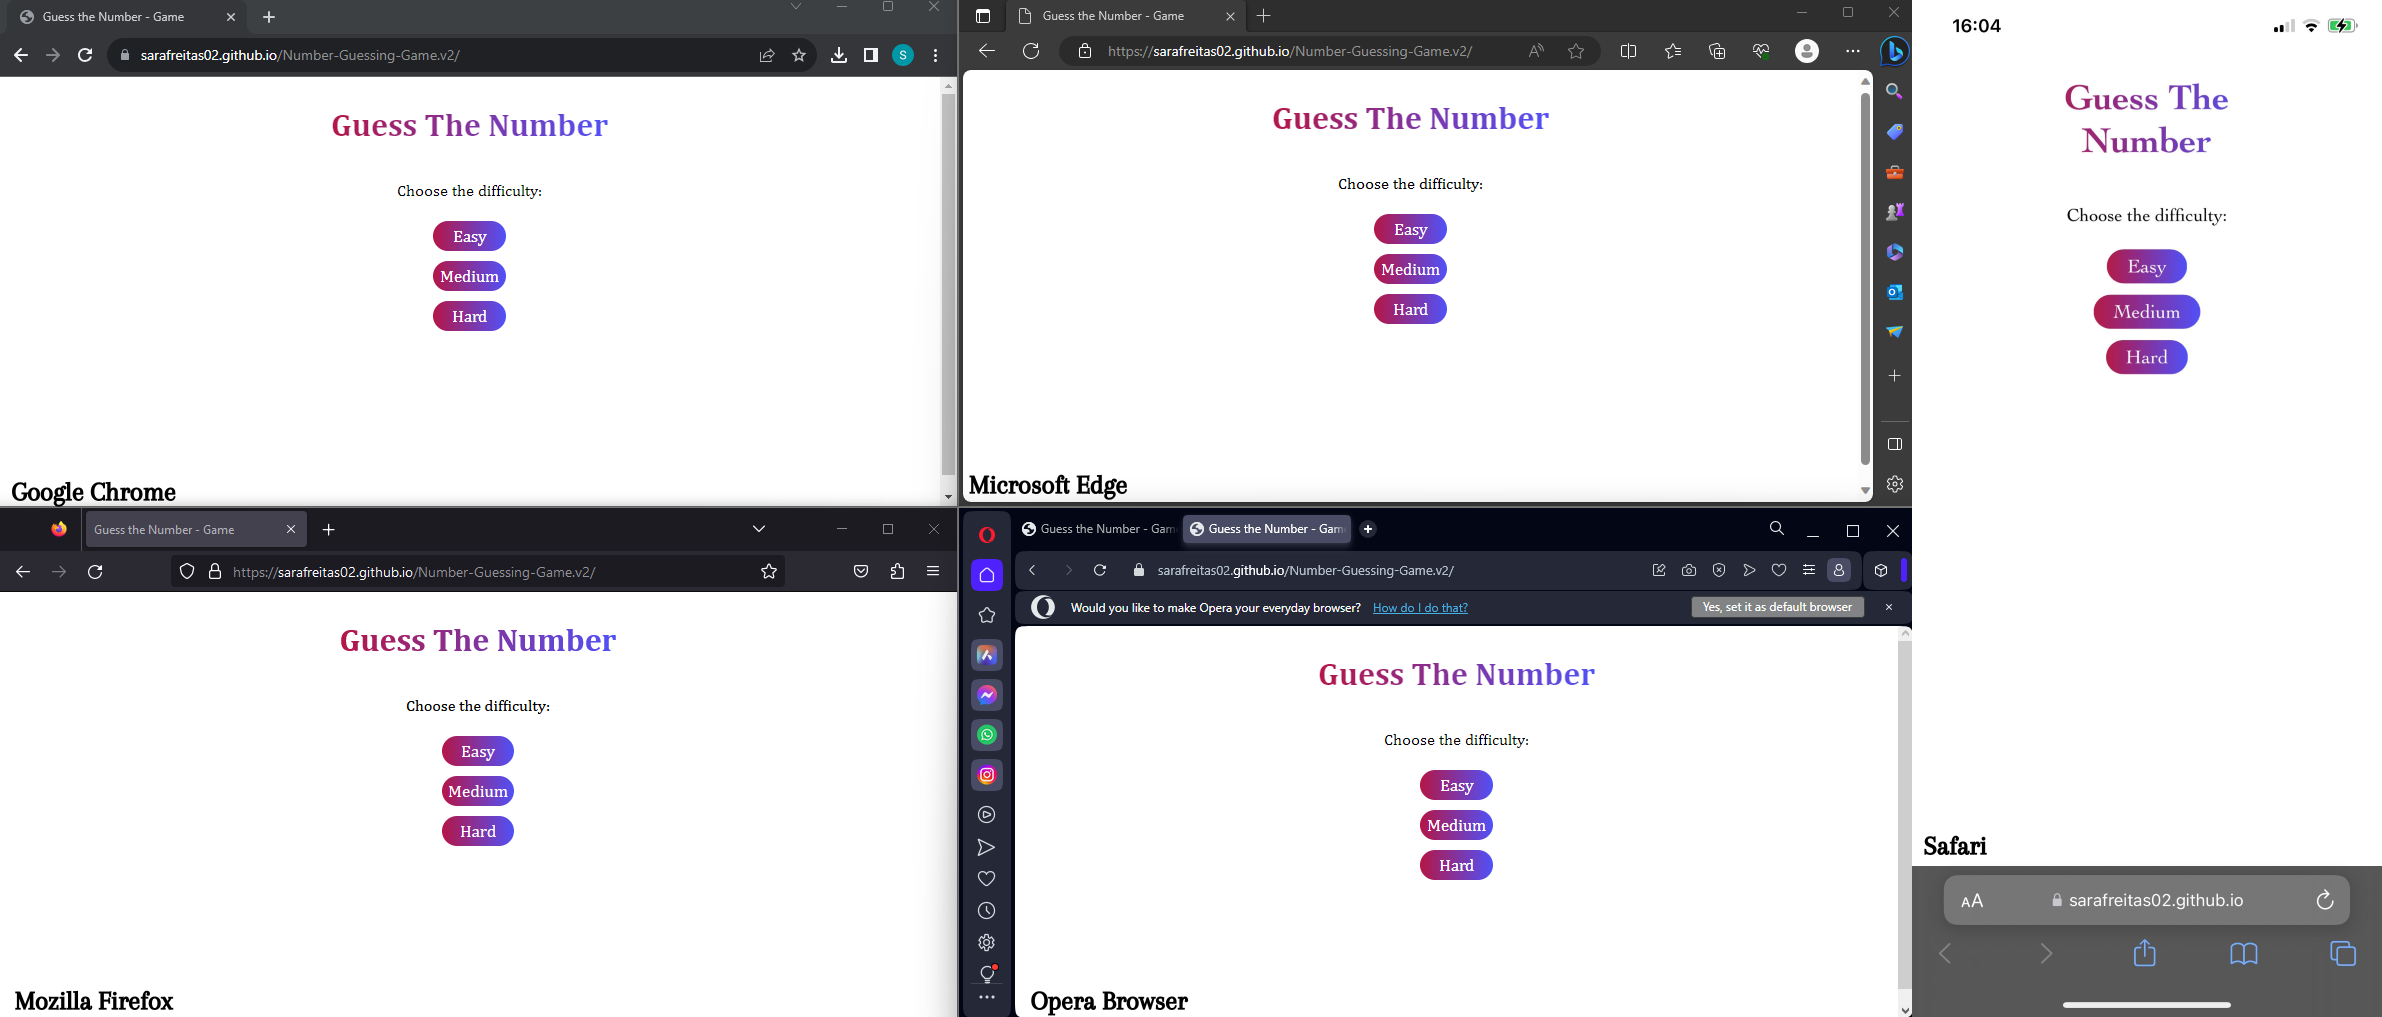 Guess the Number - Game
sarafreitas02.github.io/Number-Guessing-Game.v2/
S
Guess The Number
Choose the difficulty:
Easy
Medium
Hard
Google Chrome
Guess the Number - Game
https://sarafreitas02.github.io/Number-Guessing-Game.v2/
A
Guess The Number
Choose the difficulty:
Easy
Medium
Hard
Microsoft Edge
Guess the Number - Game
https://sarafreitas02.github.io/Number-Guessing-Game.v2/
Guess The Number
Choose the difficulty:
Easy
Medium
Hard
Mozilla Firefox
Guess the Number - Gam
Guess the Number - Gam
sarafreitas02.github.io/Number-Guessing-Game.v2/
Would you like to make Opera your everyday browser? How do I do that?
Yes, set it as default browser
Guess The Number
Choose the difficulty:
Easy
Medium
Hard
Opera Browser
16:04
Guess The
Number
Choose the difficulty:
Easy
Medium
Hard
Safari
AA
sarafreitas02.github.io